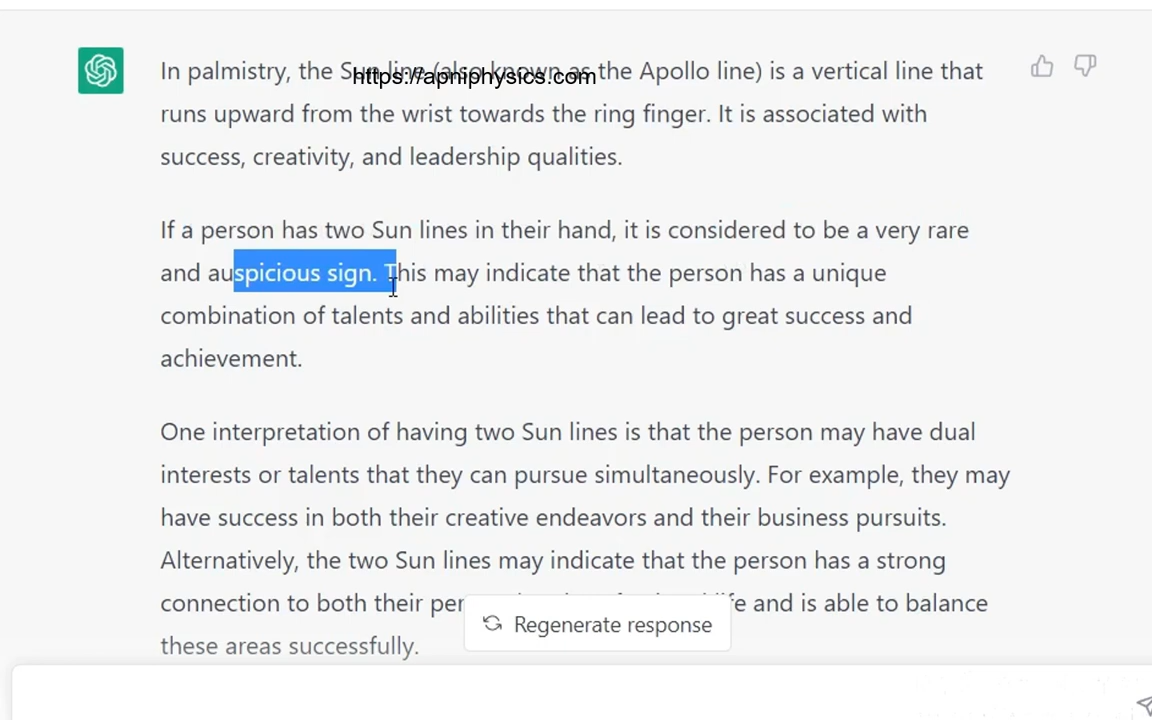 In palmistry, the Sun line (also known as the Apollo line) is a vertical line that
https://apniphysics.com
runs upward from the wrist towards the ring finger. It is associated with
success, creativity, and leadership qualities.
If a person has two Sun lines in their hand, it is considered to be a very rare
and auspicious sign. This may indicate that the person has a unique
combination of talents and abilities that can lead to great success and
achievement.
One interpretation of having two Sun lines is that the person may have dual
interests or talents that they can pursue simultaneously. For example, they may
have success in both their creative endeavors and their business pursuits.
Alternatively, the two Sun lines may indicate that the person has a strong
connection to both their and is able to balance
Regenerate response
these areas successfully.